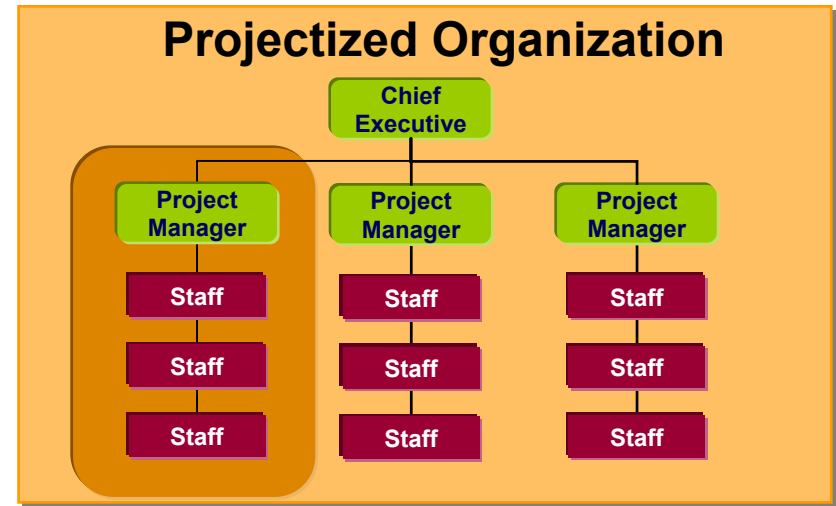 Projectized Organization
Chief
Executive
Project
Manager
Project
Manager
Project
Manager
Staff
Staff
Staff
Staff
Staff
Staff
Staff
Staff
Staff